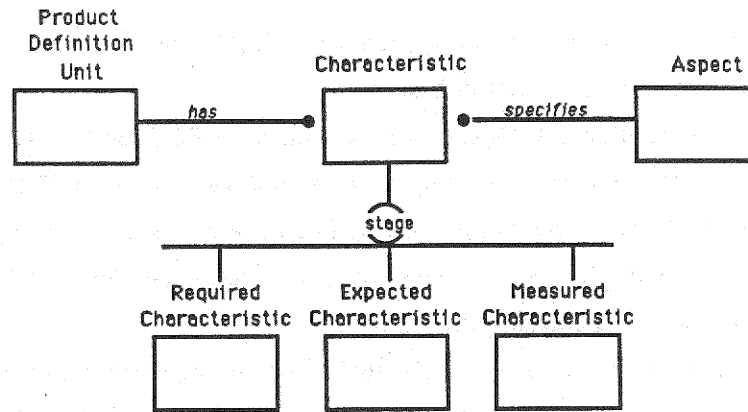 Product
Definition
Unit
Characteristic
Aspect
has
specifies
stage
Required
Characteristic
Expected
Characteristic
Measured
Characteristic